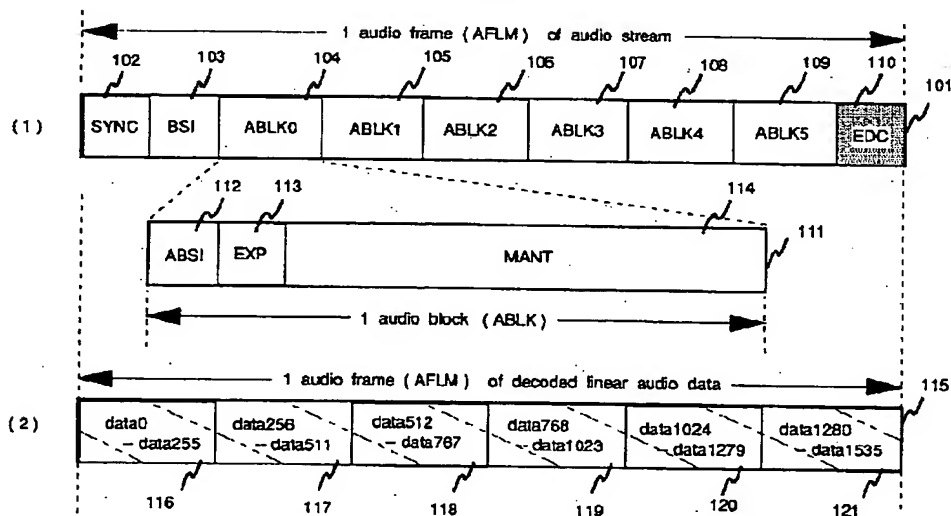 1 audio frame (AFLM) of audio stream
102 103 104 105 106 107 108 109 110
101
(1) SYNC BSI ABLK0 ABLK1 ABLK2 ABLK3 ABLK4 ABLK5 EDC
112 113 114
ABSI EXP MANT 111
1 audio block (ABLK)
1 audio frame (AFLM) of decoded linear audio data
115
(2) data0 data256 data512 data768 data1024 data1280
–data255 –data511 –data767 –data1023 –data1279 –data1535
116 117 118 119 120 121